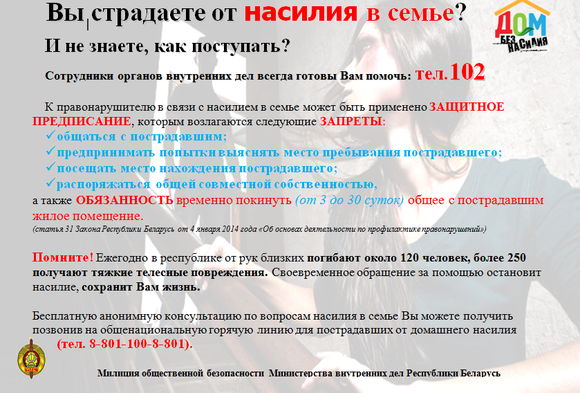 Вы страдаете от насилия в семье?
ДОМ
БЕЗ
НАСИЛИЯ
И не знаете, как поступать?
Сотрудники органов внутренних дел всегда готовы Вам помочь: тел.102
К правонарушителю в связи с насилием в семье может быть применено ЗАЩИТНОЕ
ПРЕДПИСАНИЕ, которым возлагаются следующие ЗАПРЕТЫ:
✓общаться с пострадавшим;
✓предпринимать попытки выяснять место пребывания пострадавшего;
✓посещать место нахождения пострадавшего;
✓распоряжаться общей совместной собственностью,
а также ОБЯЗАННОСТЬ временно покинуть (от 3 до 30 суток) общее с пострадавшим
жилое помещение.
(статья 31 Закона Республики Беларусь от 4 января 2014 года «Об основах деятельности по профилактике правонарушений»)
Помните! Ежегодно в республике от рук близких погибают около 120 человек, более 250
получают тяжкие телесные повреждения. Своевременное обращение за помощью остановит
насилие, сохранит Вам жизнь.
Бесплатную анонимную консультацию по вопросам насилия в семье Вы можете получить
позвонив на общенациональную горячую линию для пострадавших от домашнего насилия
(тел. 8-801-100-8-801).
Милиция общественной безопасности Министерства внутренних дел Республики Беларусь